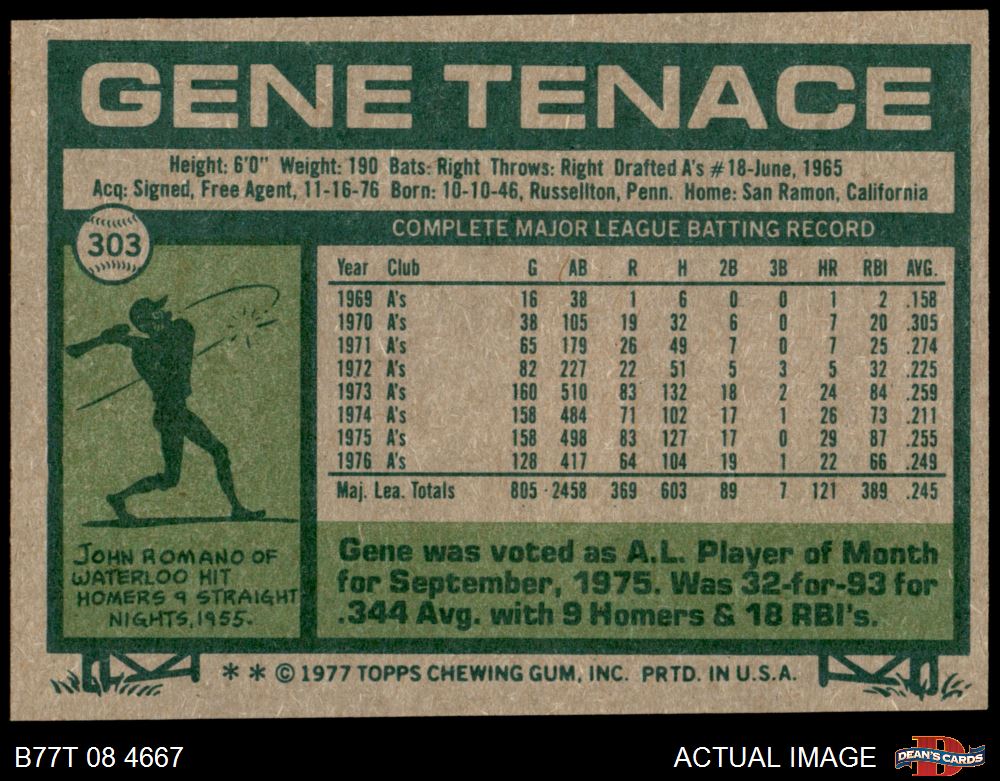 GENE TENACE
Height: 6'0" Weight: 190 Bats: Right Throws: Right Drafted A's #18-June, 1965
Acq: Signed, Free Agent, 11-16-76 Born: 10-10-46, Russellton, Penn. Home: San Ramon, California
303
COMPLETE MAJOR LEAGUE BATTING RECORD
Year Club G AB R H 2B 3B HR RBI AVG.
1969 A's 16 38 1 6 0 0 1 2 .158
1970 A's 38 105 19 32 6 0 7 20 .305
1971 A's 65 179 26 49 7 0 7 25 .274
1972 A's 82 227 22 51 5 3 5 32 .225
1973 A's 160 510 83 132 18 2 24 84 .259
1974 A's 158 484 71 102 17 1 26 73 .211
1975 A's 158 498 83 127 17 0 29 87 .255
1976 A's 128 417 64 104 19 1 22 66 .249
Maj. Lea. Totals 805 2458 369 603 89 7 121 389 .245
JOHN ROMANO OF
WATERLOO HIT
HOMERS 9 STRAIGHT
NIGHTS, 1955.
Gene was voted as A.L. Player of Month
for September, 1975. Was 32-for-93 for
.344 Avg. with 9 Homers & 18 RBI's.
* * © 1977 TOPPS CHEWING GUM, INC. PRTD. IN U.S.A.
B77T 08 4667
ACTUAL IMAGE
D
DEAN'S CARDS